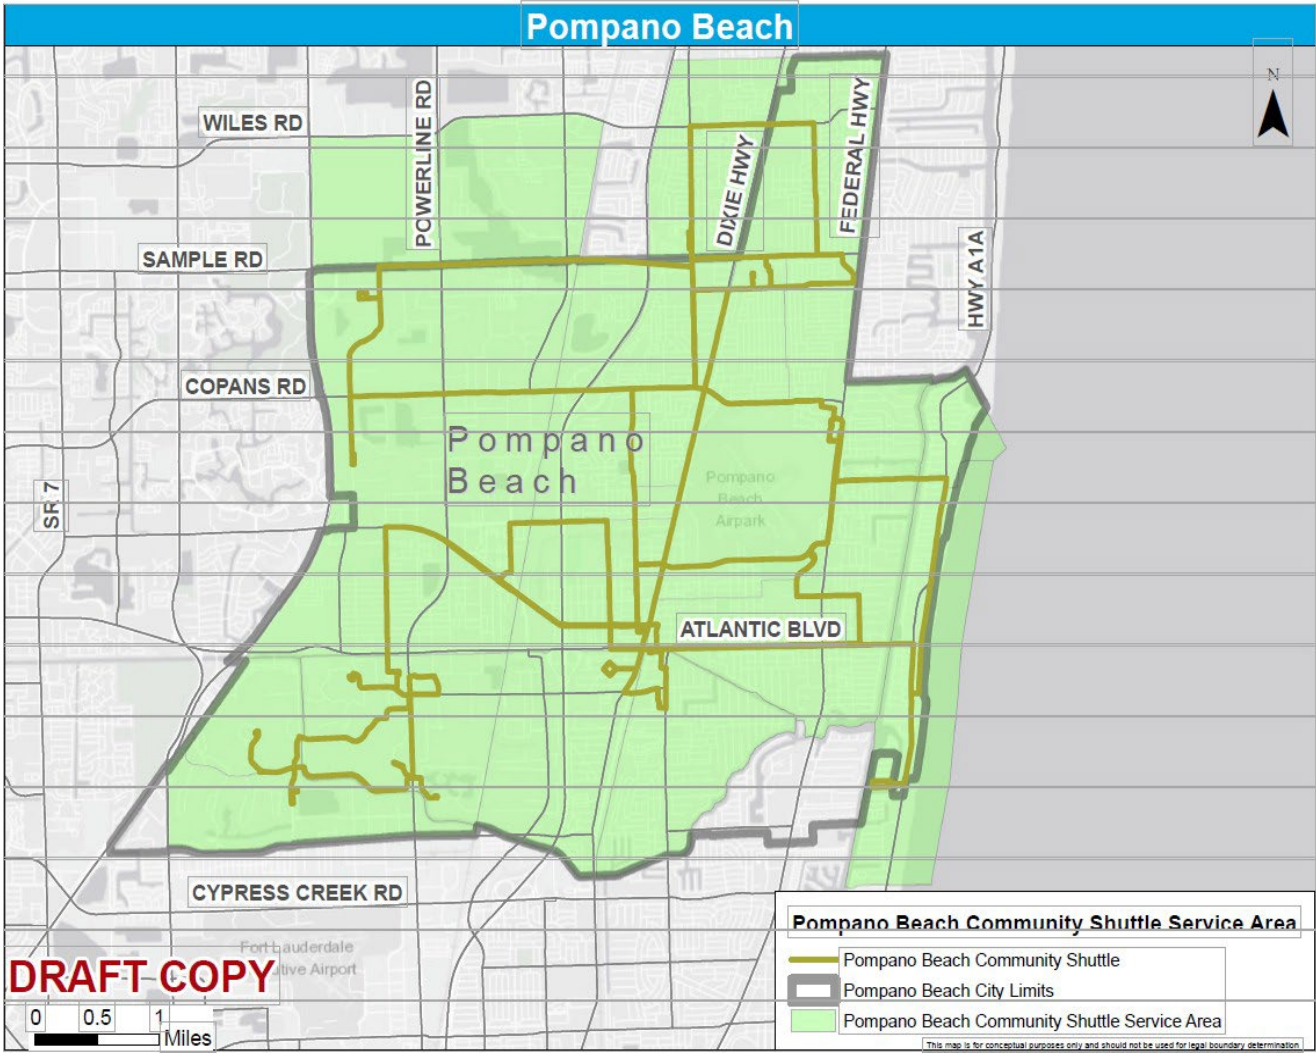 Pompano Beach
N
WILES RD
POWERLINE RD
DIXIE HWY
FEDERAL HWY
SAMPLE RD
HWY A1A
COPANS RD
Pompano
Beach
Pompano
Beach
Airpark
SR 7
ATLANTIC BLVD
CYPRESS CREEK RD
Fort Lauderdale
utive Airport
DRAFT COPY
0 0.5 1
Miles
Pompano Beach Community Shuttle Service Area
Pompano Beach Community Shuttle
Pompano Beach City Limits
Pompano Beach Community Shuttle Service Area
This map is for conceptual purposes only and should not be used for legal boundary determination